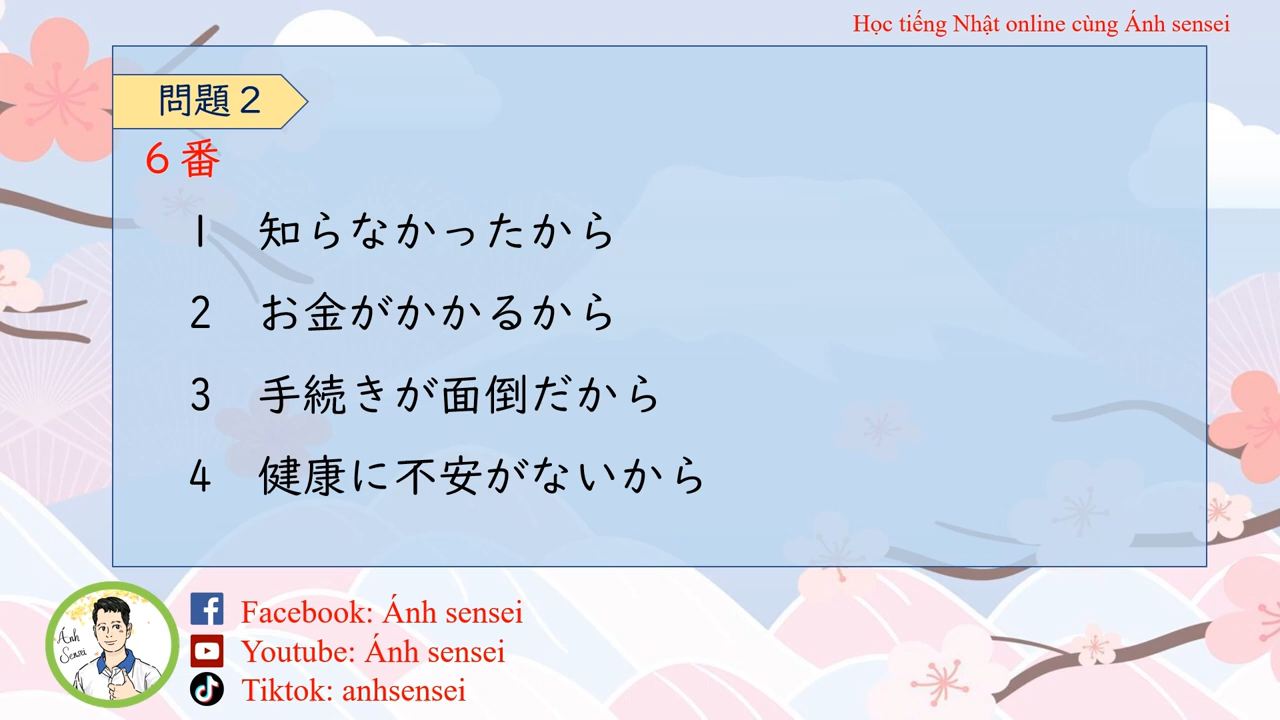 Học tiếng Nhật online cùng Ánh sensei
問題２
６番
1　知らなかったから
2　お金がかかるから
3　手続きが面倒だから
4　健康に不安がないから
Ánh Sensei
Facebook: Ánh sensei
Youtube: Ánh sensei
Tiktok: anhsensei